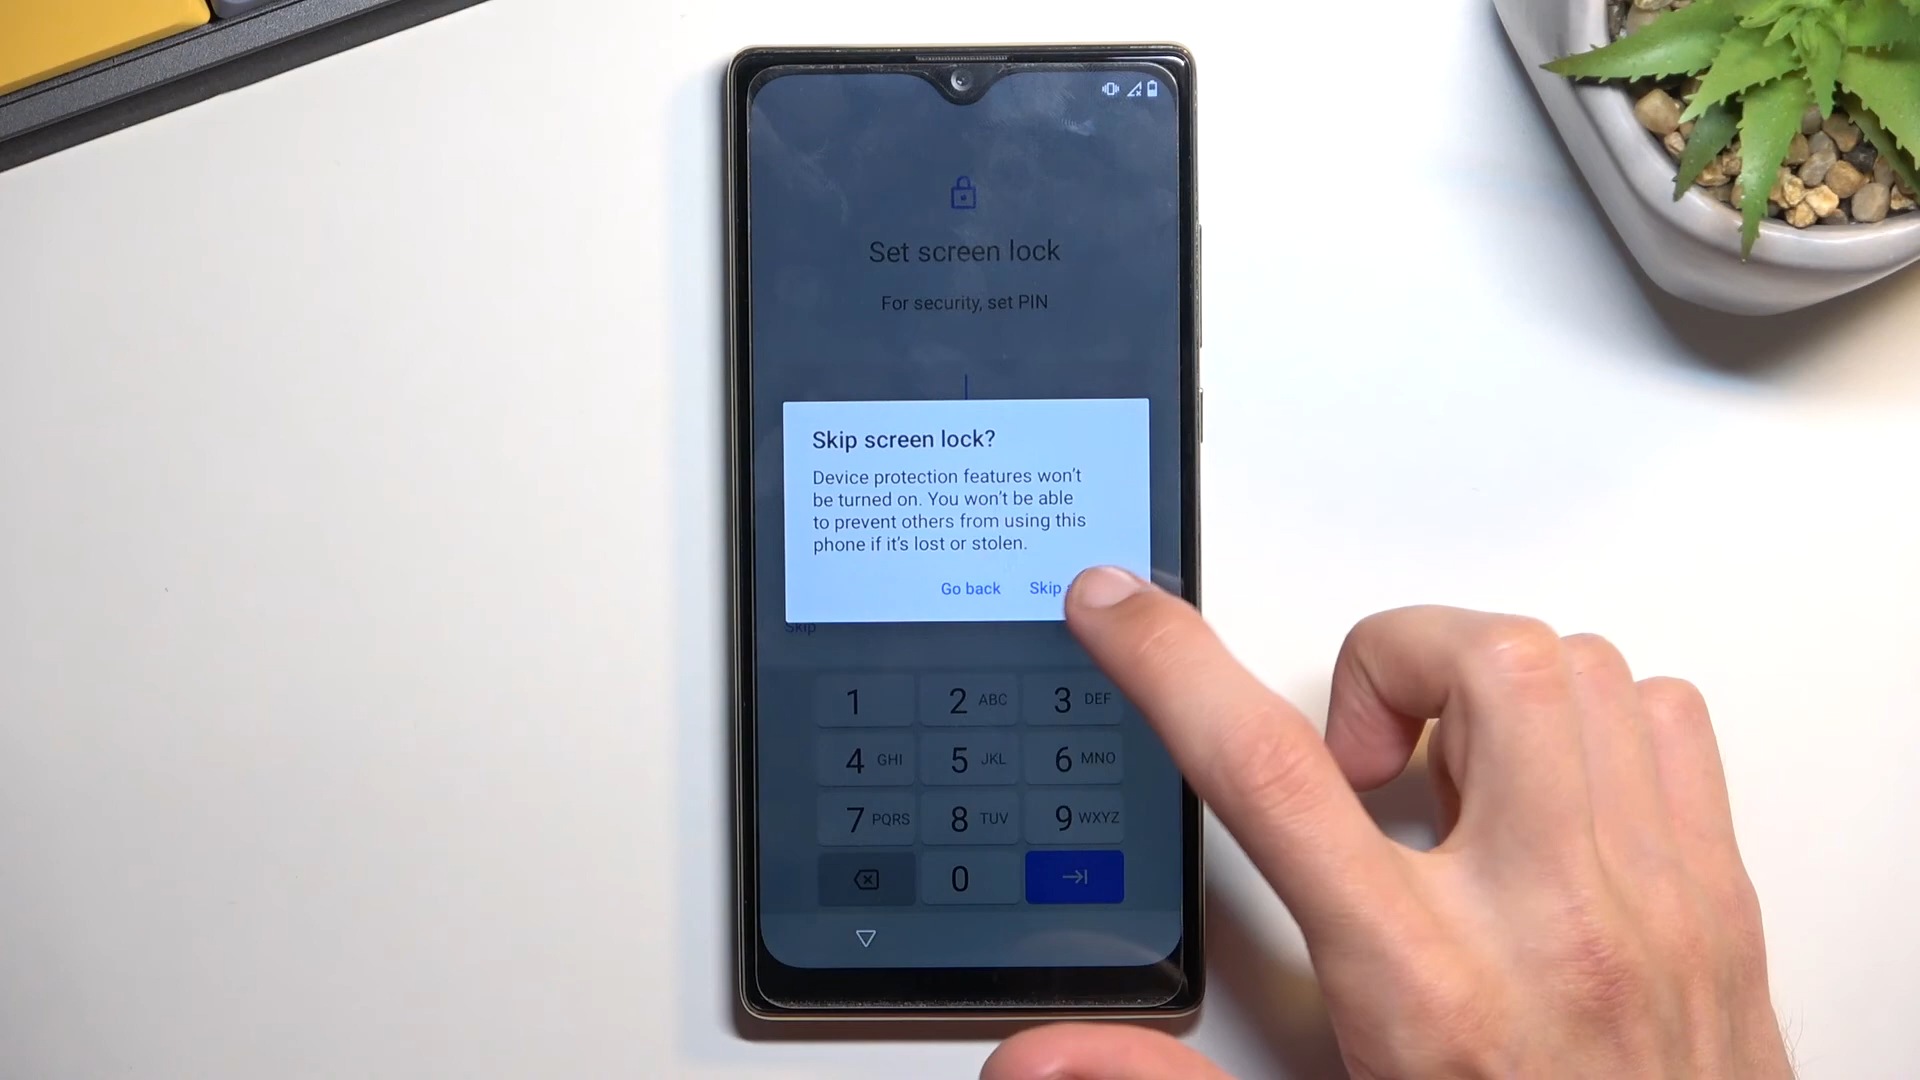 Set screen lock
For security, set PIN
Skip screen lock?
Device protection features won't
be turned on. You won't be able
to prevent others from using this
phone if it's lost or stolen.
Go back Skip
Skip
1 2 ABC 3 DEF
4 GHI 5 JKL 6 MNO
7 PQRS 8 TUV 9 WXYZ
0